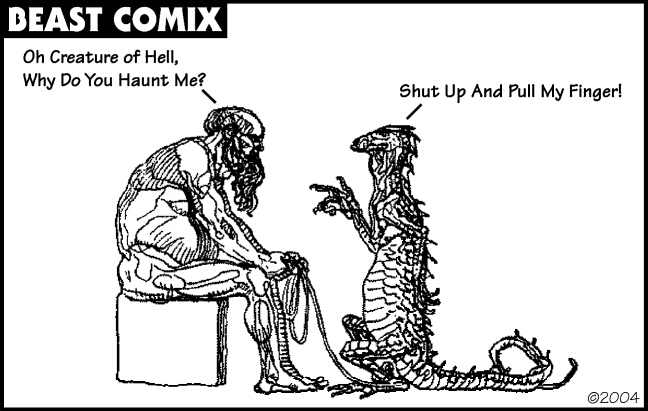 BEAST COMIX
Oh Creature of Hell,
Why Do You Haunt Me?
Shut Up And Pull My Finger!
©2004